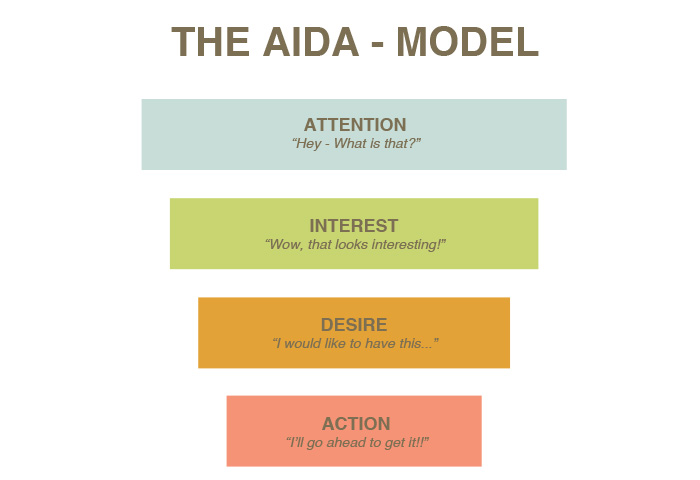 THE AIDA - MODEL
ATTENTION
“Hey - What is that?”
INTEREST
“Wow, that looks interesting!”
DESIRE
“I would like to have this...”
ACTION
“I’ll go ahead to get it!!”